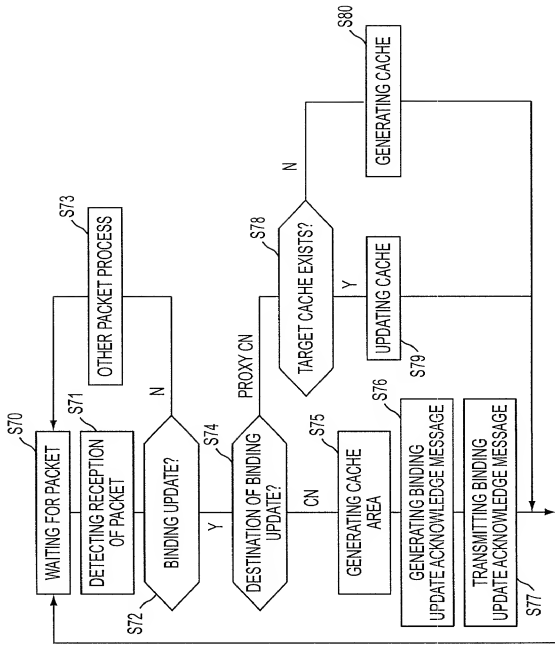 S70
WAITING FOR PACKET
S73
OTHER PACKET PROCESS
S71
DETECTING RECEPTION
OF PACKET
S72
BINDING UPDATE?
N
Y
S74
DESTINATION OF BINDING
UPDATE?
PROXY CN
CN
S78
TARGET CACHE EXISTS?
N
Y
S75
GENERATING CACHE
AREA
S79
UPDATING CACHE
S80
GENERATING CACHE
S76
GENERATING BINDING
UPDATE ACKNOWLEDGE MESSAGE
TRANSMITTING BINDING
UPDATE ACKNOWLEDGE MESSAGE
S77